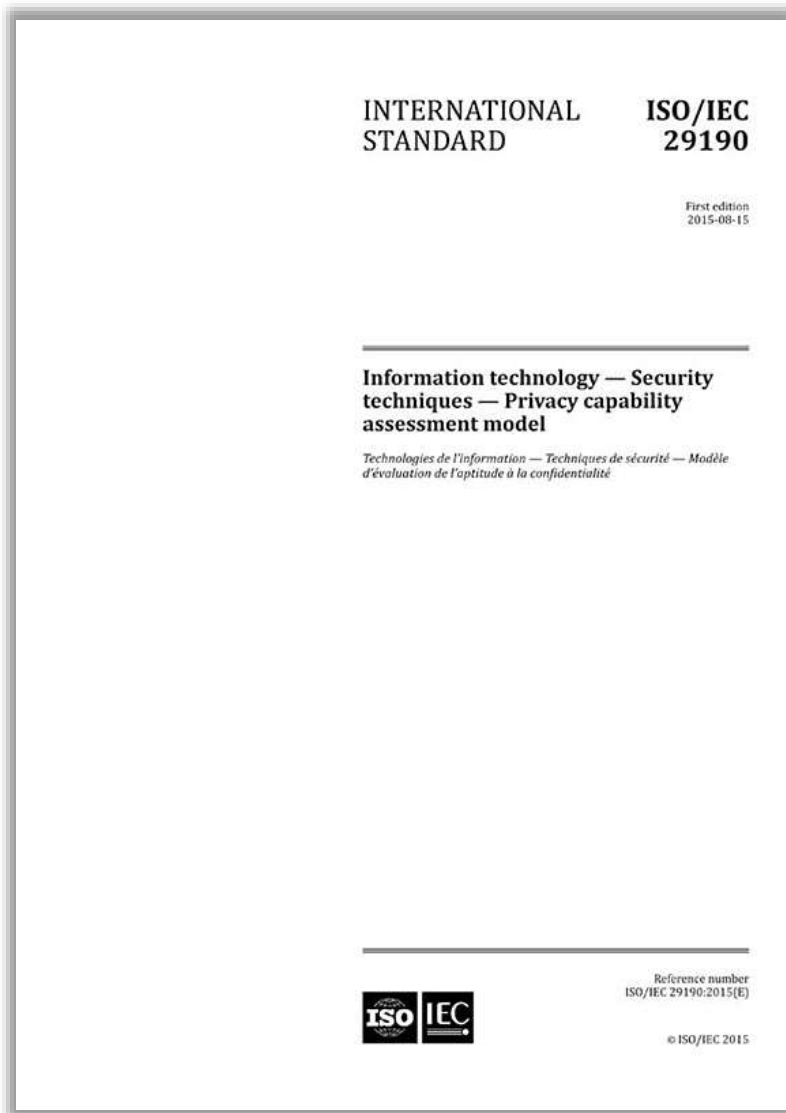 INTERNATIONAL STANDARD
ISO/IEC 29190
First edition
2015-08-15
Information technology — Security
techniques — Privacy capability
assessment model
Technologies de l'information — Techniques de sécurité — Modèle
d'évaluation de l'aptitude à la confidentialité
Reference number
ISO/IEC 29190:2015(E)
ISO IEC
© ISO/IEC 2015